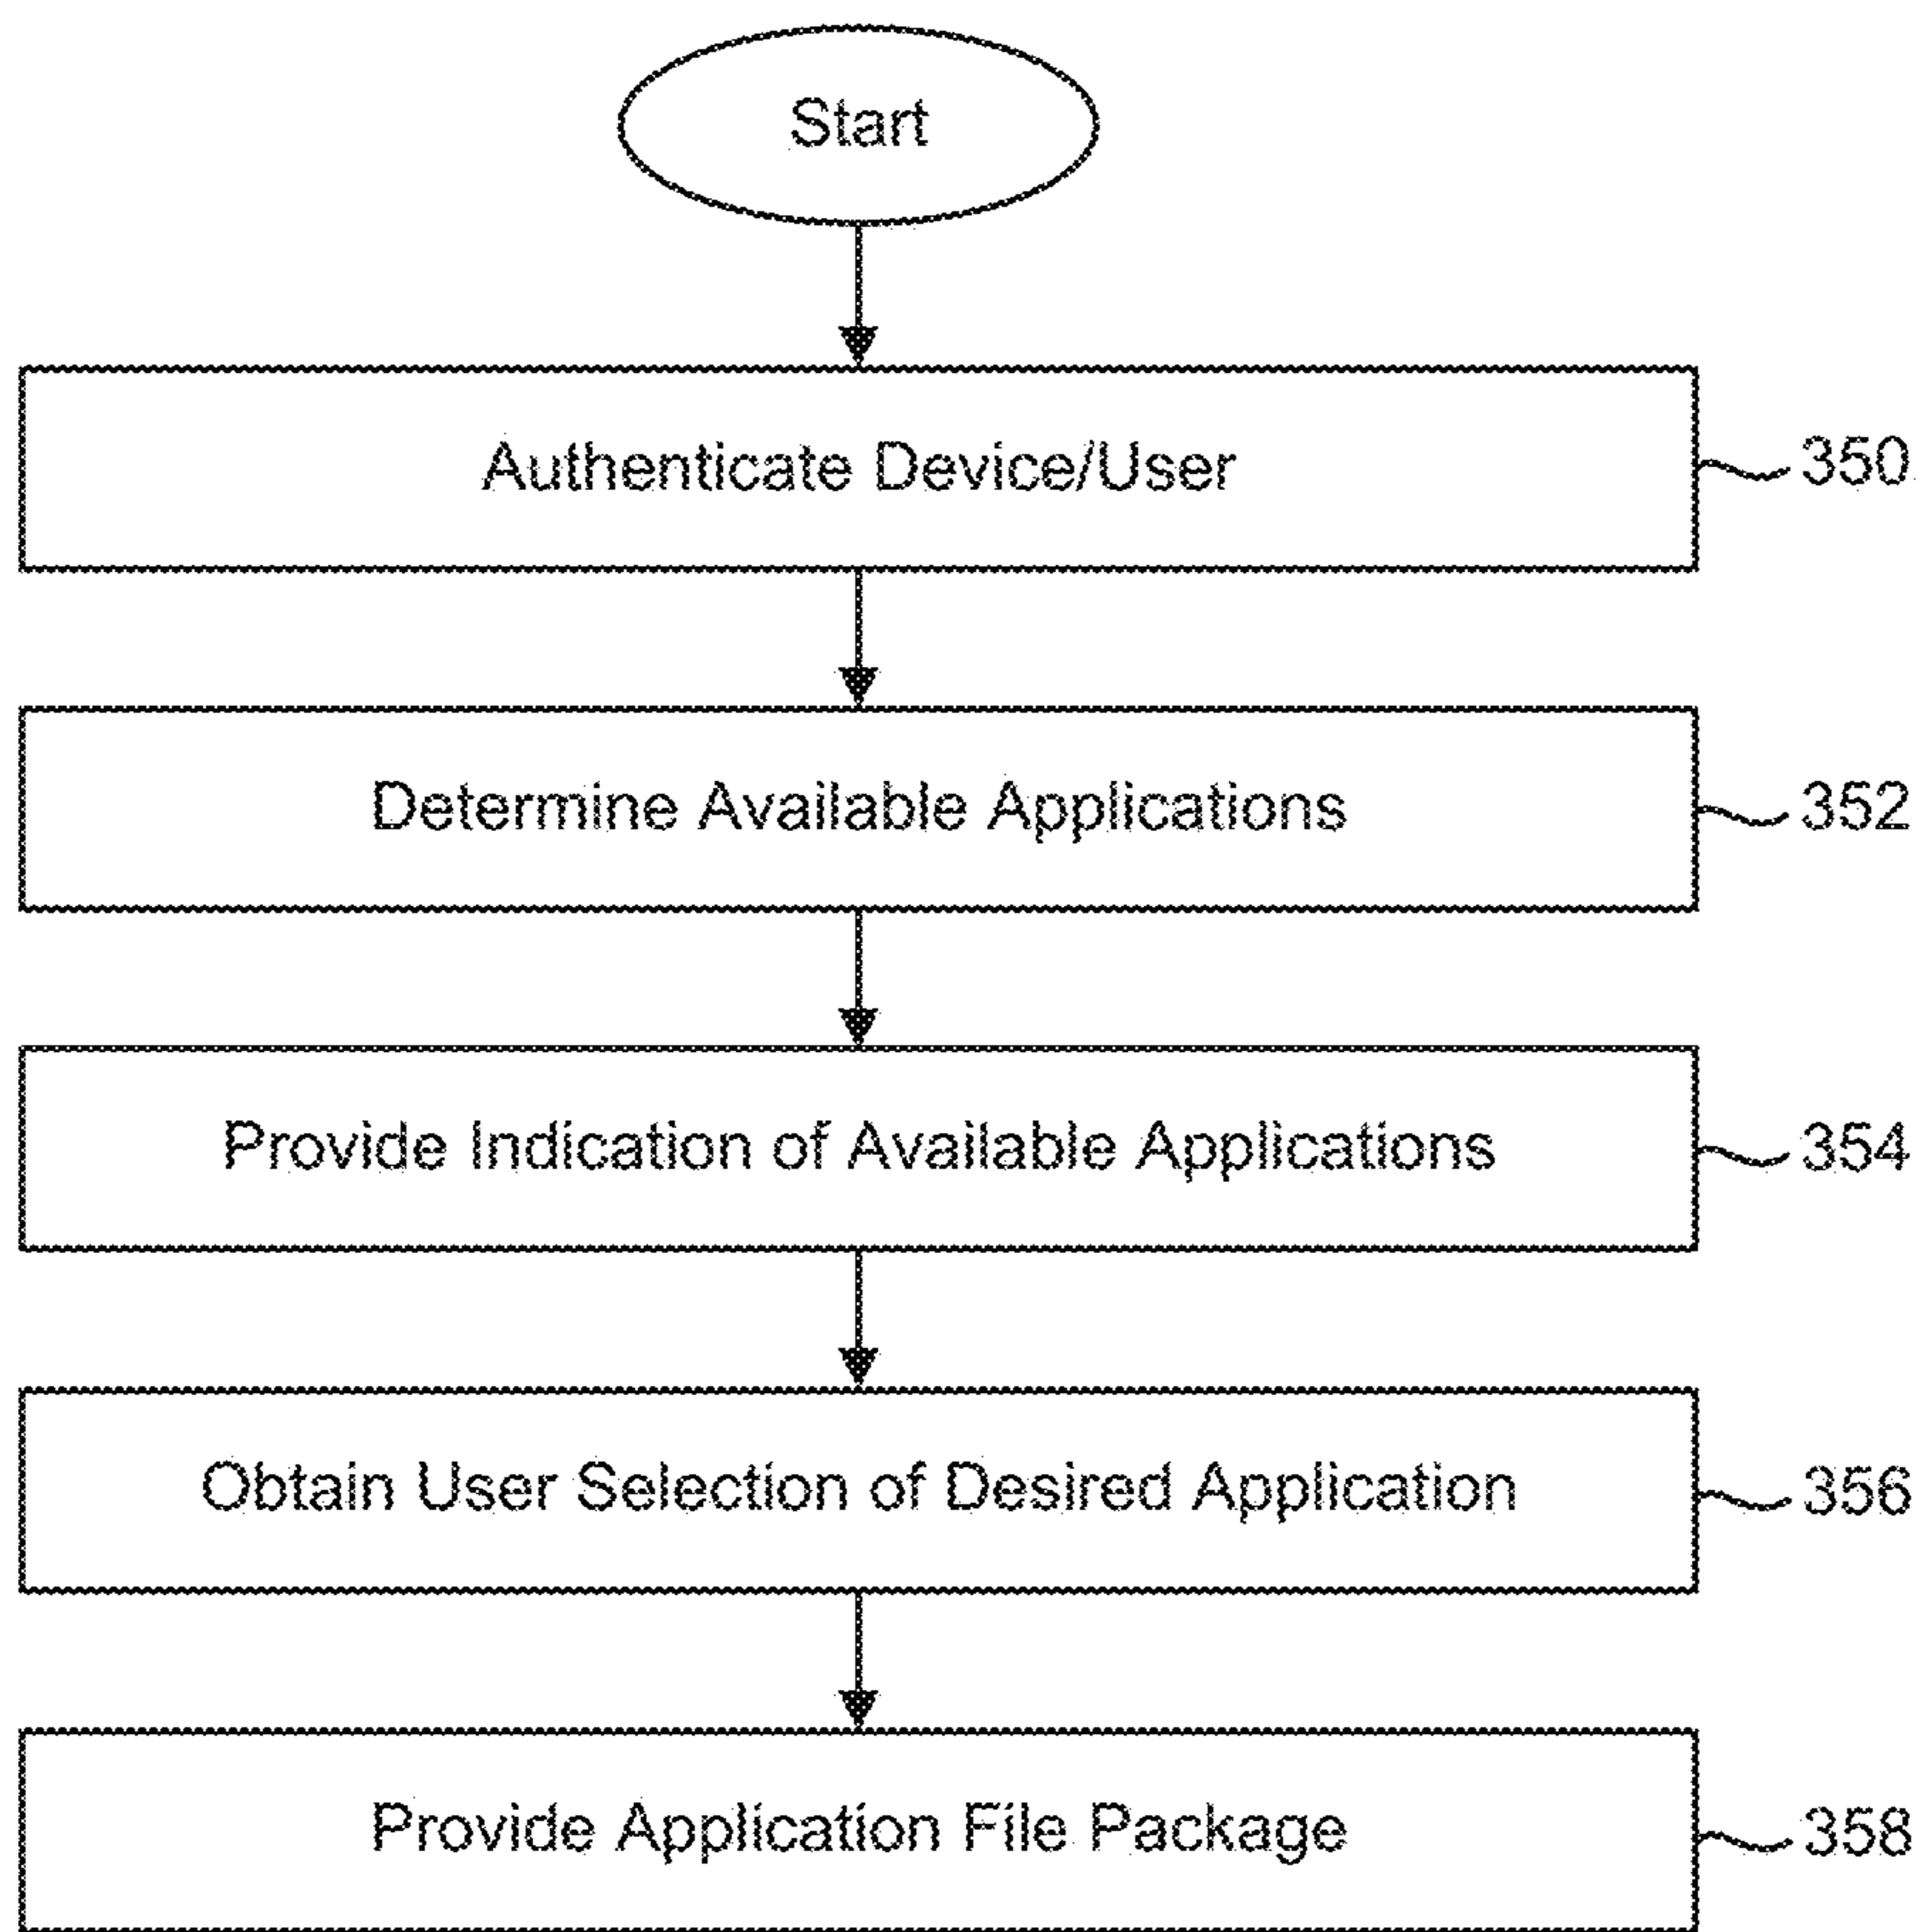 Start
Authenticate Device/User
350
Determine Available Applications
352
Provide Indication of Available Applications
354
Obtain User Selection of Desired Application
356
Provide Application File Package
358